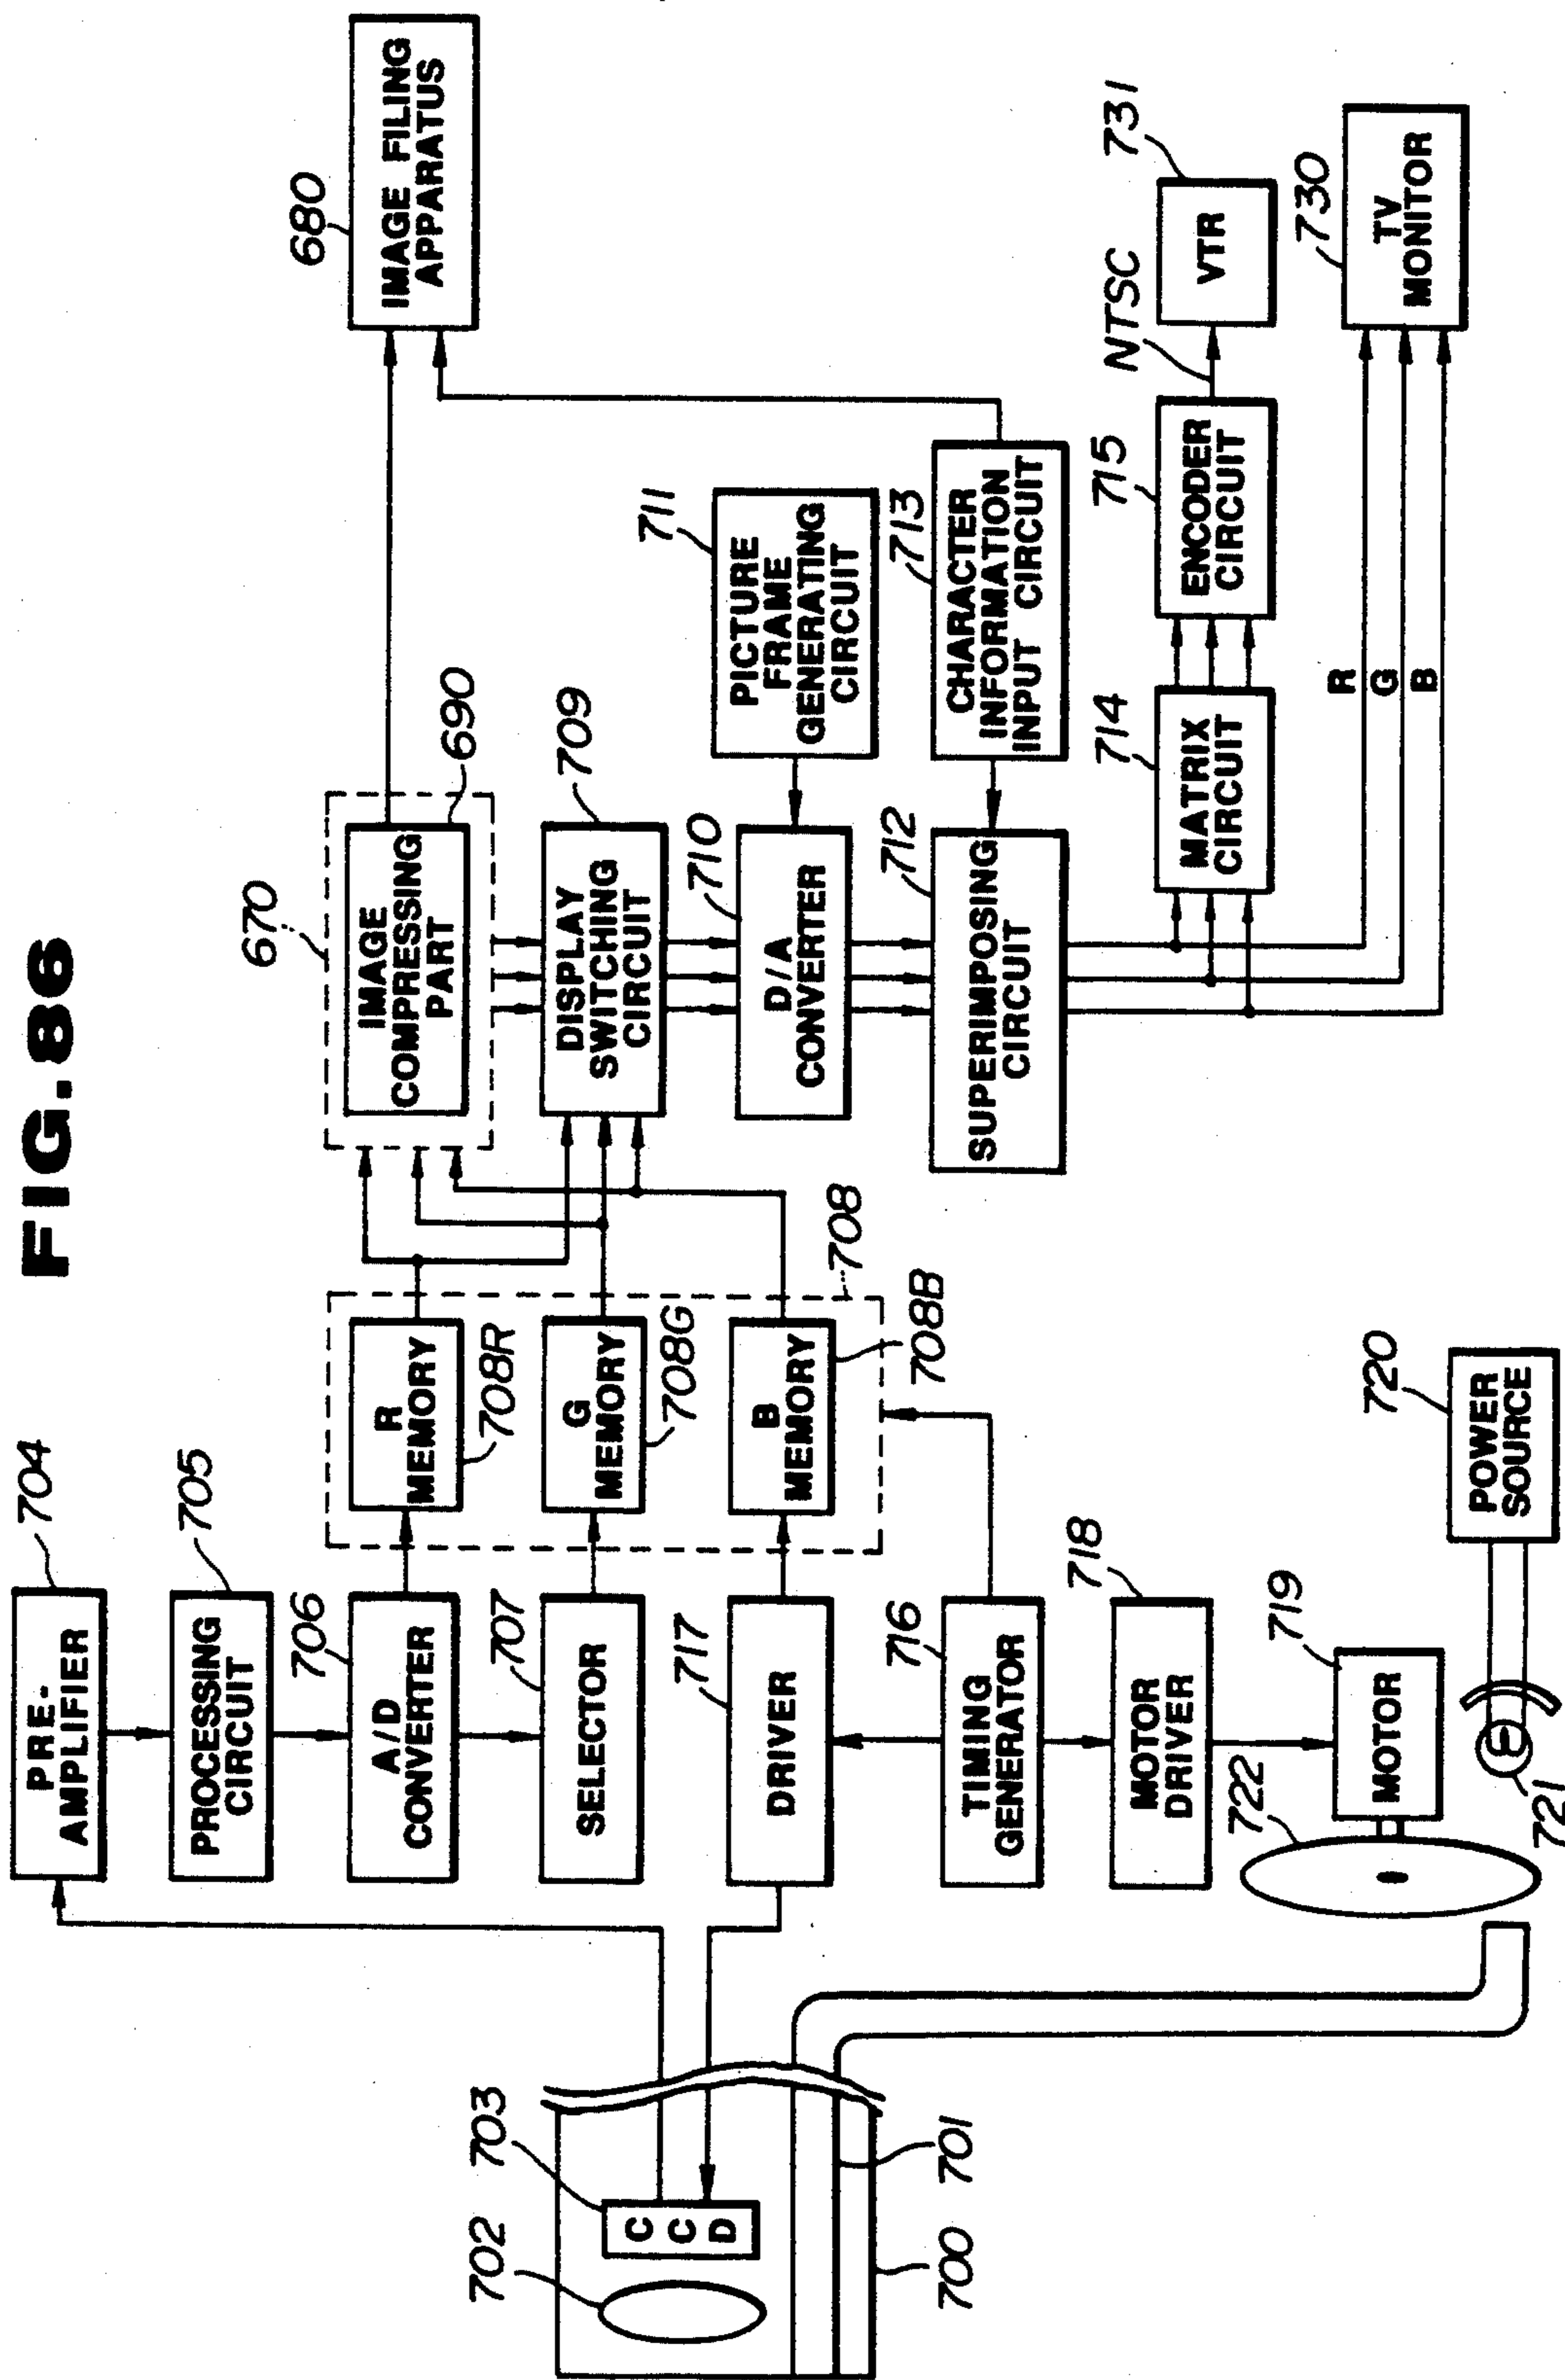 FIG.86
704
PRE-
AMPLIFIER
705
PROCESSING
CIRCUIT
706
A/D
CONVERTER
707
SELECTOR
717
DRIVER
716
TIMING
GENERATOR
718
MOTOR
DRIVER
719
MOTOR
722
721
720
POWER
SOURCE
R
MEMORY
708R
G
MEMORY
708G
B
MEMORY
708B
708
670
IMAGE
COMPRESSING
PART
690
680
IMAGE FILING
APPARATUS
709
DISPLAY
SWITCHING
CIRCUIT
710
D/A
CONVERTER
711
PICTURE
FRAME
GENERATING
CIRCUIT
712
SUPERIMPOSING
CIRCUIT
713
CHARACTER
INFORMATION
INPUT CIRCUIT
714
MATRIX
CIRCUIT
715
ENCODER
CIRCUIT
NTSC
731
VTR
R
G
B
730
TV
MONITOR
702
703
C
C
D
701
700